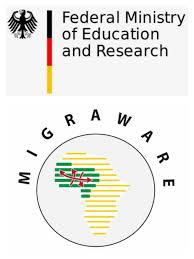 Federal Ministry
of Education
and Research
MIGRAWARE